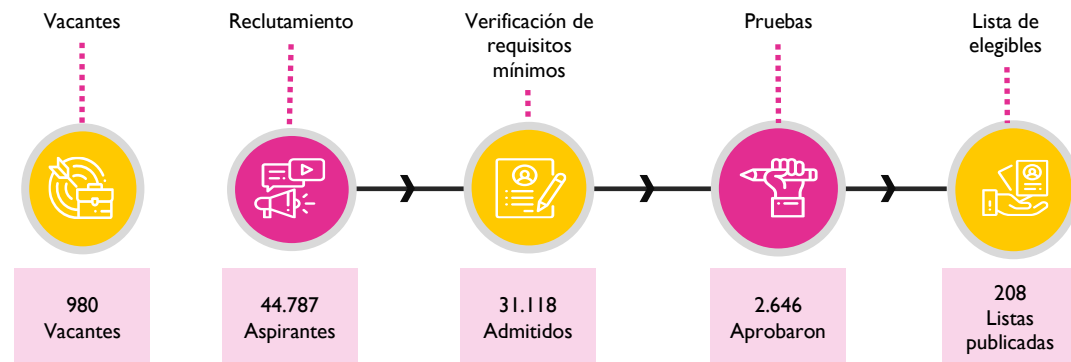 Vacantes
Reclutamiento
Verificación de
requisitos
mínimos
Pruebas
Lista de
elegibles
980
Vacantes
44.787
Aspirantes
31.118
Admitidos
2.646
Aprobaron
208
Listas
publicadas